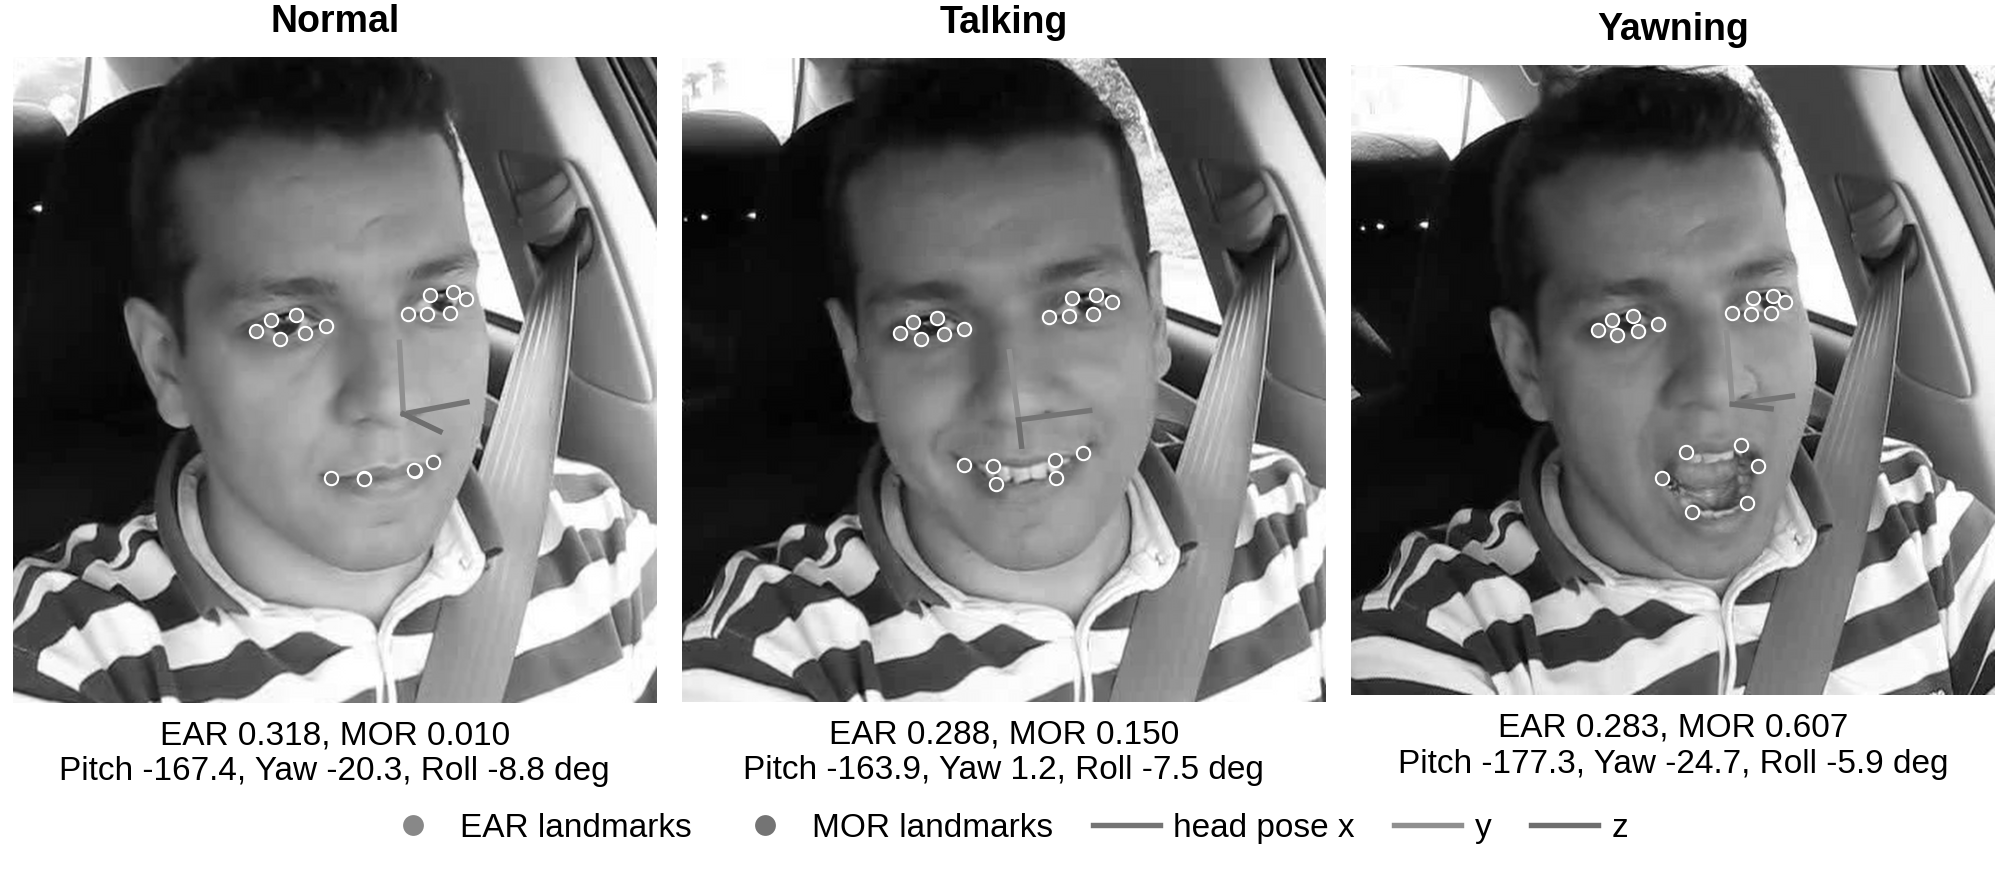 Normal
Talking
Yawning
EAR 0.318, MOR 0.010
Pitch -167.4, Yaw -20.3, Roll -8.8 deg
EAR 0.288, MOR 0.150
Pitch -163.9, Yaw 1.2, Roll -7.5 deg
EAR 0.283, MOR 0.607
Pitch -177.3, Yaw -24.7, Roll -5.9 deg
EAR landmarks
MOR landmarks
head pose x
y
z